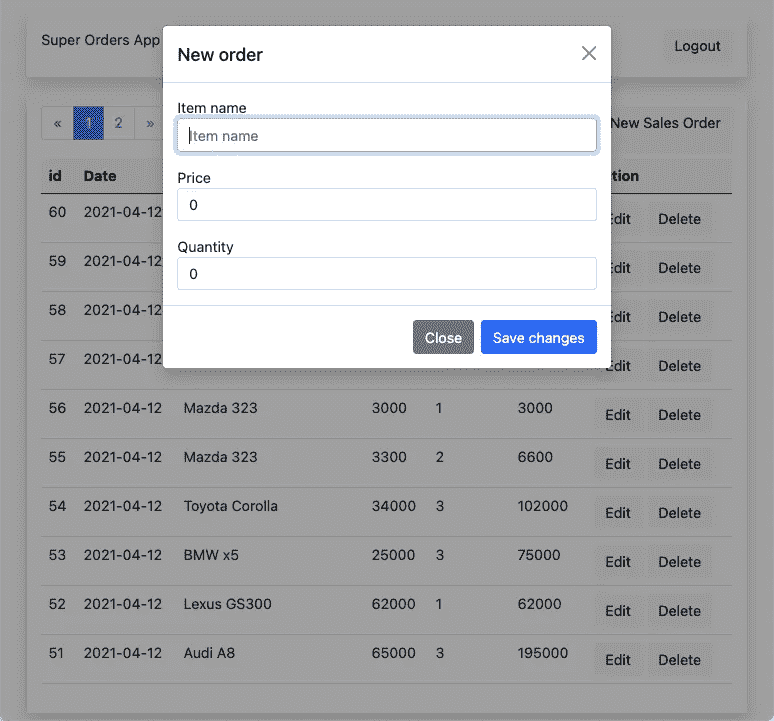 Super Orders App
Logout
New order
Item name
Item name
Price
0
Quantity
0
Close Save changes
« 1 2 »
New Sales Order
id Date
60 2021-04-12 Delete
59 2021-04-12 Delete
58 2021-04-12 Delete
57 2021-04-12 Delete
56 2021-04-12 Mazda 323 3000 1 3000 Edit Delete
55 2021-04-12 Mazda 323 3300 2 6600 Edit Delete
54 2021-04-12 Toyota Corolla 34000 3 102000 Edit Delete
53 2021-04-12 BMW x5 25000 3 75000 Edit Delete
52 2021-04-12 Lexus GS300 62000 1 62000 Edit Delete
51 2021-04-12 Audi A8 65000 3 195000 Edit Delete